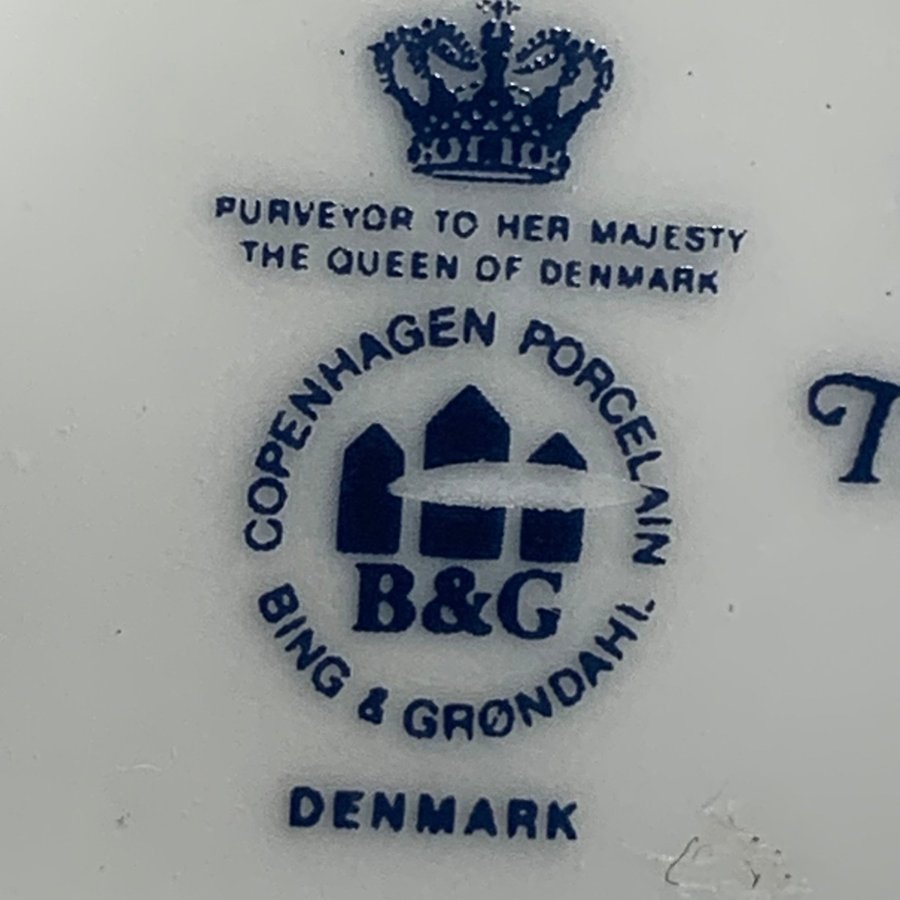 PURVEYOR TO HER MAJESTY
THE QUEEN OF DENMARK
COPENHAGEN PORCELAIN
B&G
BING & GRØNDAHL
DENMARK
T